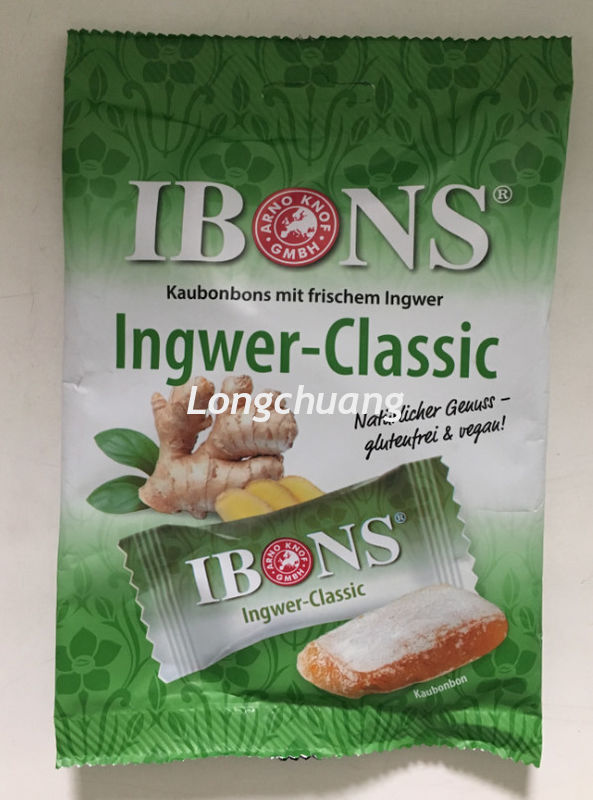 IBONS®
ARNO KNOF
GMBH
Kaubonbons mit frischem Ingwer
Ingwer-Classic
Longchuang
Natürlicher Genuss –
glutenfrei & vegan!
IBONS®
ARNO KNOF
GMBH
Ingwer-Classic
Kaubonbon